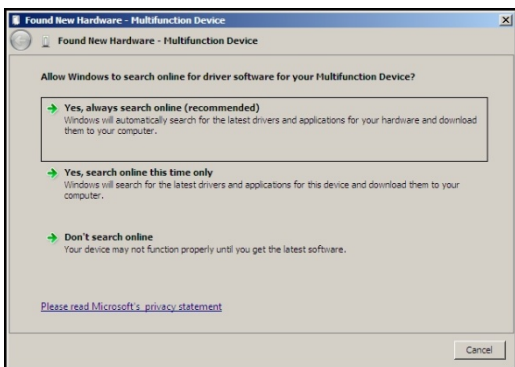 Found New Hardware - Multifunction Device
Found New Hardware - Multifunction Device
Allow Windows to search online for driver software for your Multifunction Device?
Yes, always search online (recommended)
Windows will automatically search for the latest drivers and applications for your hardware and download
them to your computer.
Yes, search online this time only
Windows will search for the latest drivers and applications for this device and download them to your
computer.
Don't search online
Your device may not function properly until you get the latest software.
Please read Microsoft's privacy statement
Cancel